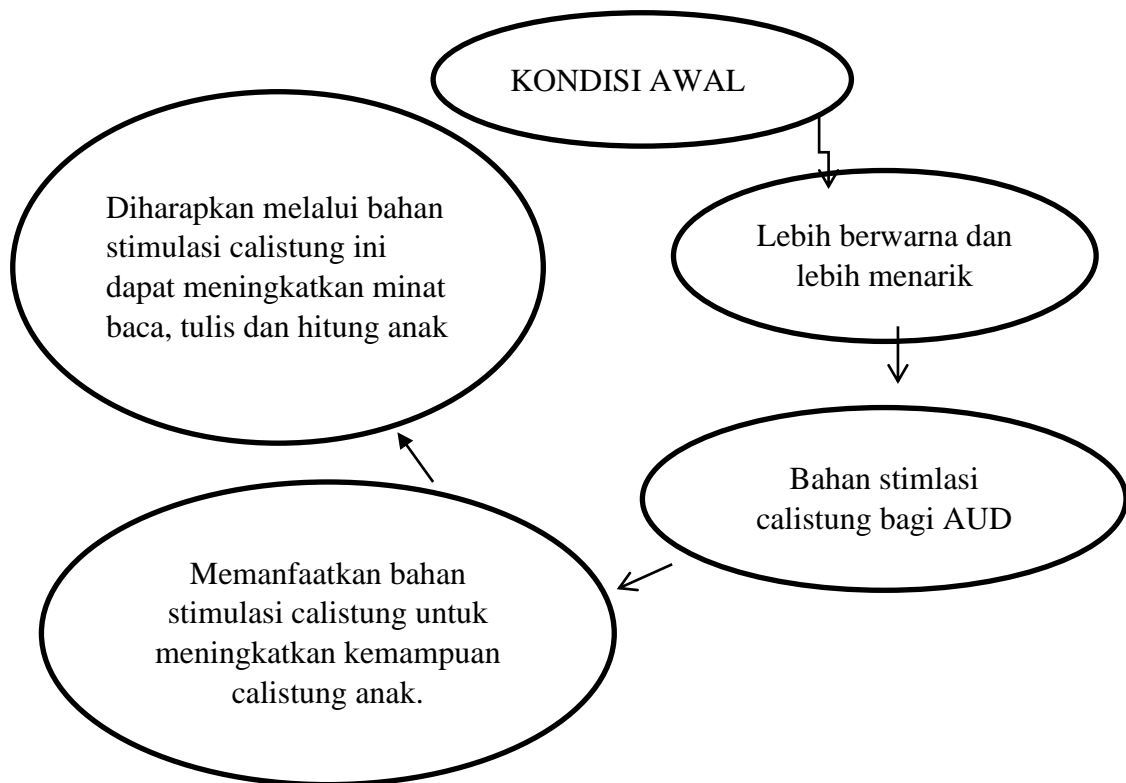 KONDISI AWAL
Lebih berwarna dan
lebih menarik
Bahan stimlasi
calistung bagi AUD
Memanfaatkan bahan
stimulasi calistung untuk
meningkatkan kemampuan
calistung anak.
Diharapkan melalui bahan
stimulasi calistung ini
dapat meningkatkan minat
baca, tulis dan hitung anak